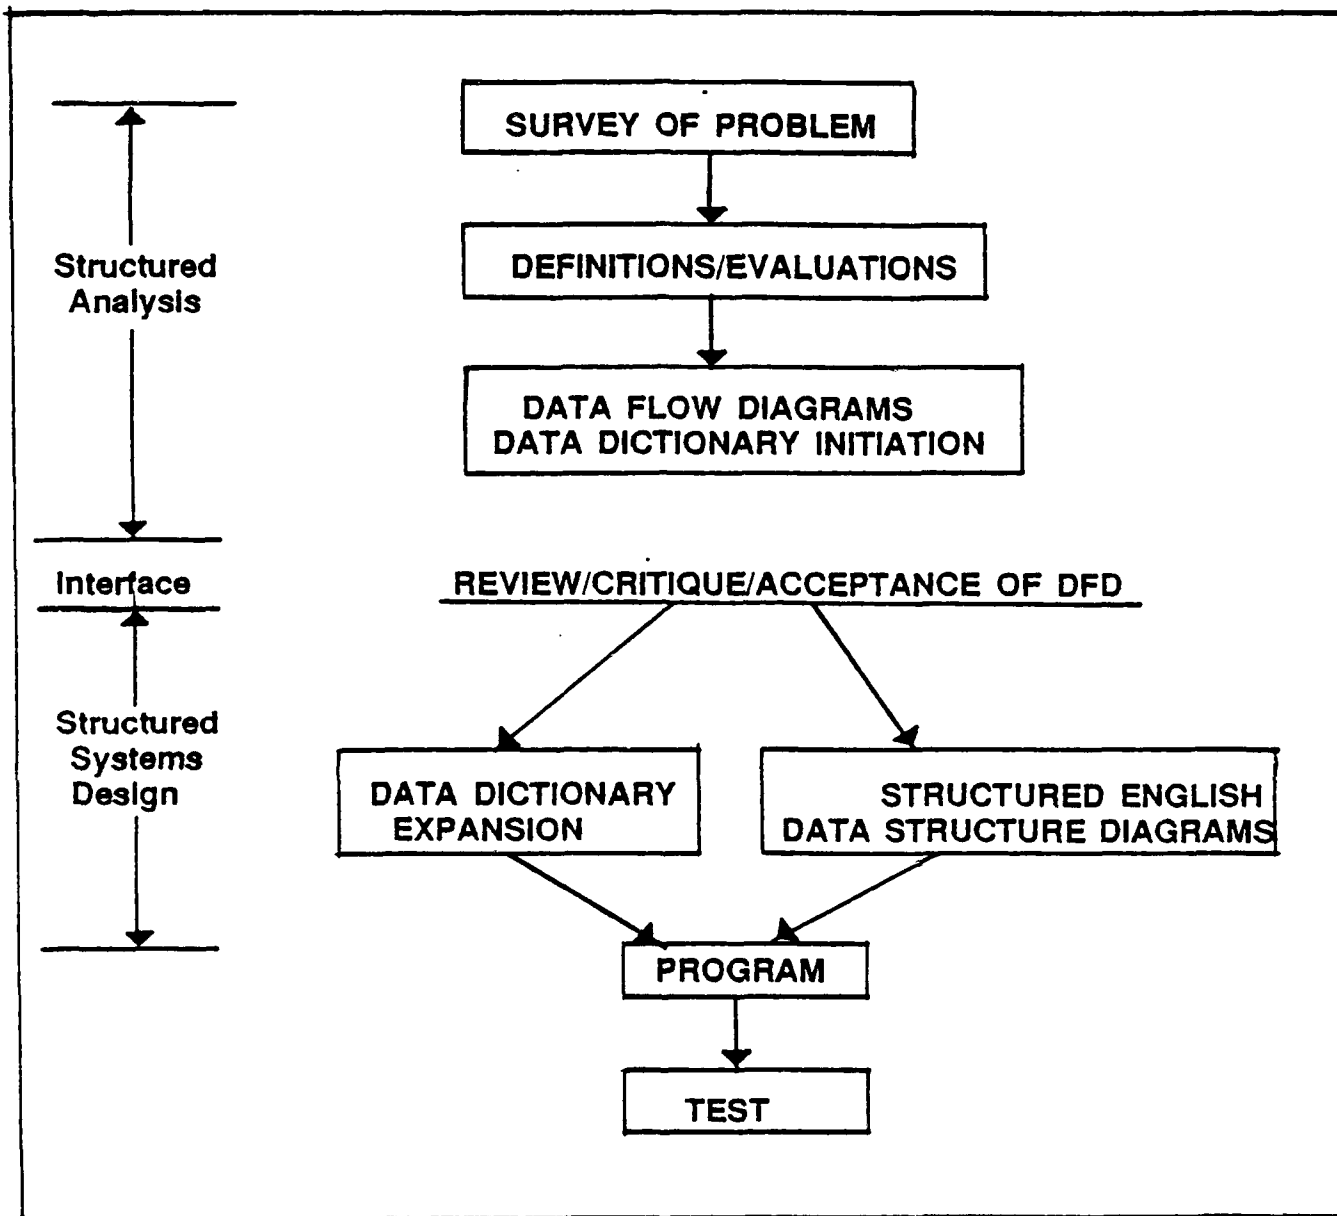 SURVEY OF PROBLEM
DEFINITIONS/EVALUATIONS
Structured
Analysis
DATA FLOW DIAGRAMS
DATA DICTIONARY INITIATION
Interface
REVIEW/CRITIQUE/ACCEPTANCE OF DFD
Structured
Systems
Design
DATA DICTIONARY
EXPANSION
STRUCTURED ENGLISH
DATA STRUCTURE DIAGRAMS
PROGRAM
TEST